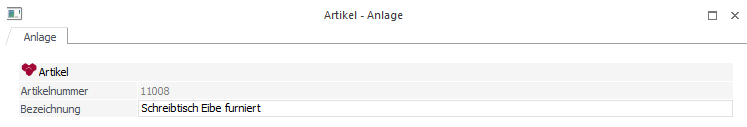 Artikel - Anlage
Anlage
Artikel
Artikelnummer 11008
Bezeichnung Schreibtisch Eibe furniert